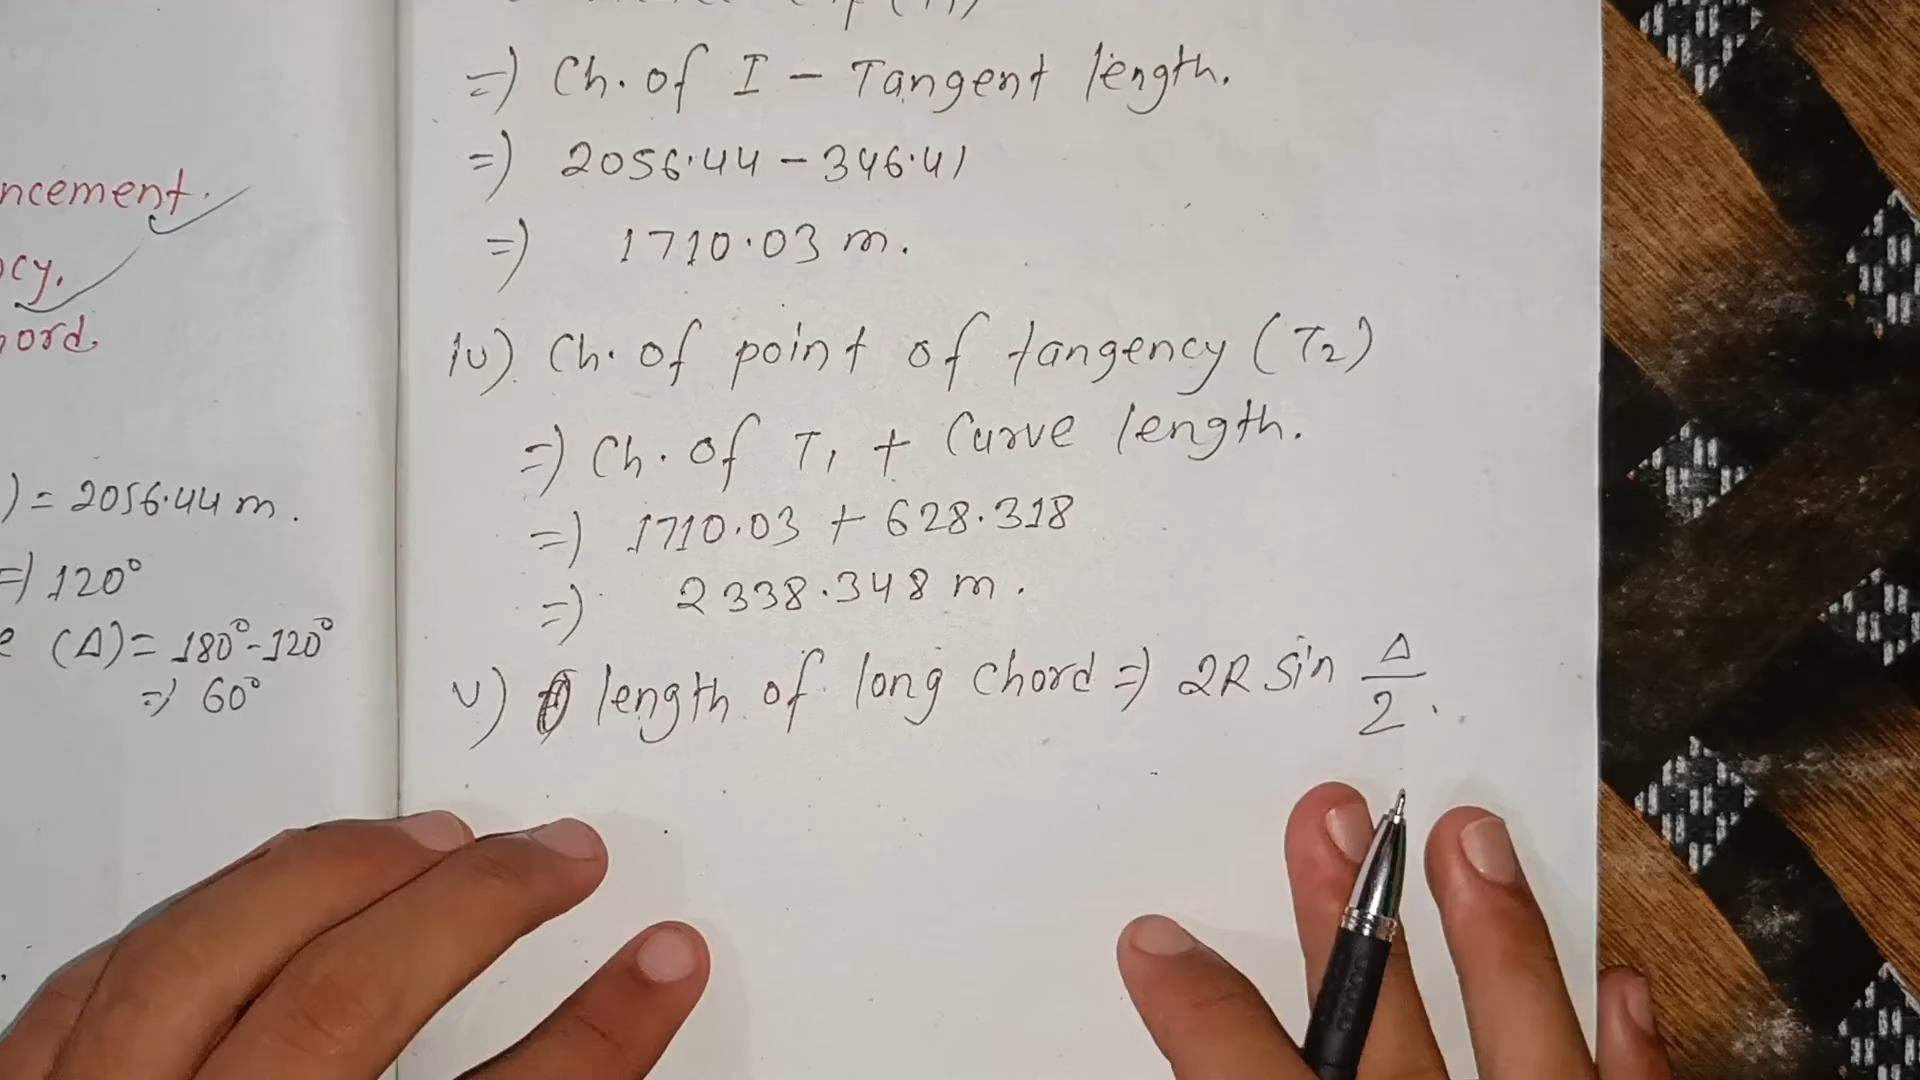 ncement.
cy.
ord.
) = 2056.44 m.
=) 120°
e (Δ) = 180° - 120°
=) 60°
=) Ch. of I - Tangent length.
=) 2056.44 - 346.41
=) 1710.03 m.
iv) Ch. of point of tangency (T2)
=) Ch. of T1 + Curve length.
=) 1710.03 + 628.318
=) 2338.348 m.
v) length of long chord =) 2R sin Δ/2.